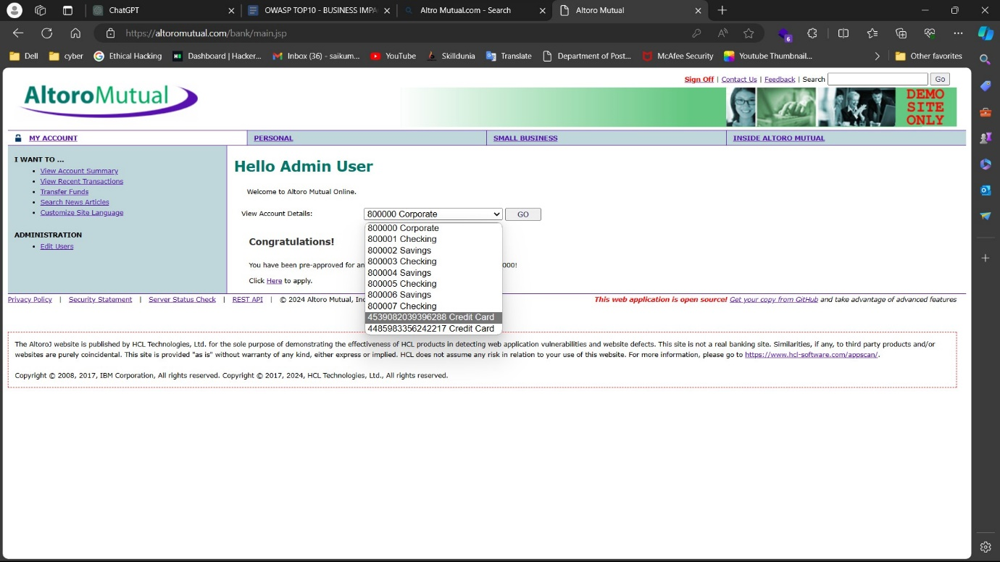 ChatGPT
OWASP TOP10 - BUSINESS IMPA
Altro Mutual.com - Search
Altoro Mutual
https://altoromutual.com/bank/main.jsp
6
Dell
cyber
Ethical Hacking
Dashboard | Hacker...
Inbox (36) - saikum...
YouTube
Skilldunia
Translate
Department of Post...
McAfee Security
Youtube Thumbnail...
Other favorites
Sign Off | Contact Us | Feedback | Search
Go
AltoroMutual
DEMO
SITE
ONLY
MY ACCOUNT
PERSONAL
SMALL BUSINESS
INSIDE ALTORO MUTUAL
I WANT TO ...
• View Account Summary
• View Recent Transactions
• Transfer Funds
• Search News Articles
• Customize Site Language
ADMINISTRATION
• Edit Users
Hello Admin User
Welcome to Altoro Mutual Online.
View Account Details:
800000 Corporate
GO
800000 Corporate
800001 Checking
800002 Savings
800003 Checking
800004 Savings
800005 Checking
800006 Savings
800007 Checking
4539082039396288 Credit Card
4485983356242217 Credit Card
Congratulations!
You have been pre-approved for an
000!
Click Here to apply.
Privacy Policy | Security Statement | Server Status Check | REST API | © 2024 Altoro Mutual, Inc
This web application is open source! Get your copy from GitHub and take advantage of advanced features
The AltoroJ website is published by HCL Technologies, Ltd. for the sole purpose of demonstrating the effectiveness of HCL products in detecting web application vulnerabilities and website defects. This site is not a real banking site. Similarities, if any, to third party products and/or
websites are purely coincidental. This site is provided "as is" without warranty of any kind, either express or implied. HCL does not assume any risk in relation to your use of this website. For more information, please go to https://www.hcl-software.com/appscan/.
Copyright © 2008, 2017, IBM Corporation, All rights reserved. Copyright © 2017, 2024, HCL Technologies, Ltd., All rights reserved.